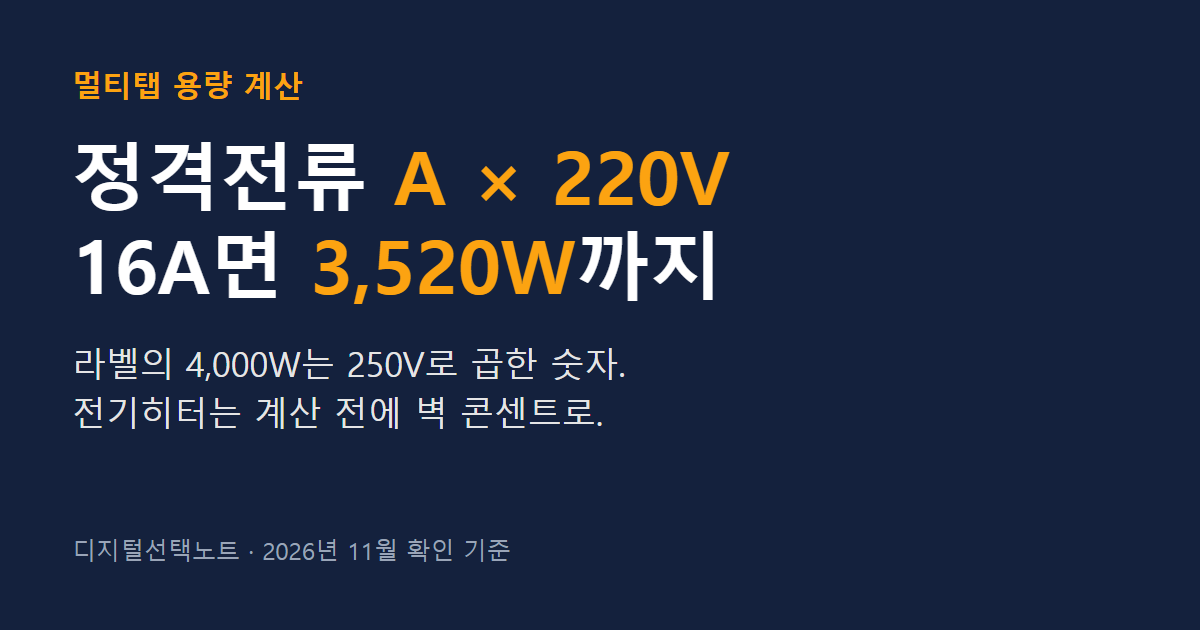 멀티탭 용량 계산
정격전류 A × 220V
16A면 3,520W까지
라벨의 4,000W는 250V로 곱한 숫자.
전기히터는 계산 전에 벽 콘센트로.
디지털선택노트 · 2026년 11월 확인 기준